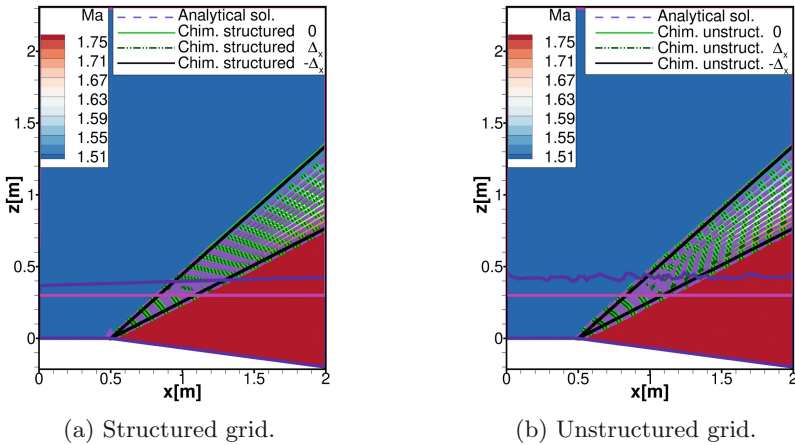 Ma
1.75
1.71
1.67
1.63
1.59
1.55
1.51
Analytical sol.
Chim. structured 0
Chim. structured Δx
Chim. structured -Δx
2
1.5
1
0.5
0
z[m]
0 0.5 1 1.5 2
x[m]
(a) Structured grid.
Ma
1.75
1.71
1.67
1.63
1.59
1.55
1.51
Analytical sol.
Chim. unstruct. 0
Chim. unstruct. Δx
Chim. unstruct. -Δx
2
1.5
1
0.5
0
z[m]
0 0.5 1 1.5 2
x[m]
(b) Unstructured grid.